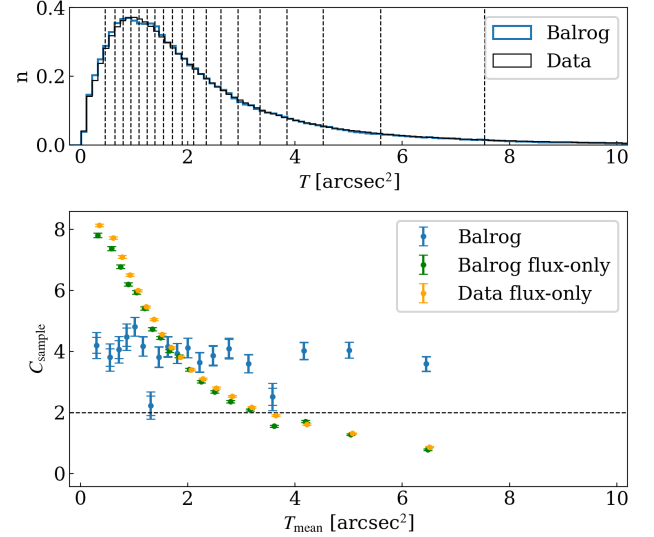 0.4
0.2
0.0
n
Balrog
Data
0 2 4 6 8 10
T [arcsec²]
8
6
4
2
0
C_sample
Balrog
Balrog flux-only
Data flux-only
0 2 4 6 8 10
T_mean [arcsec²]